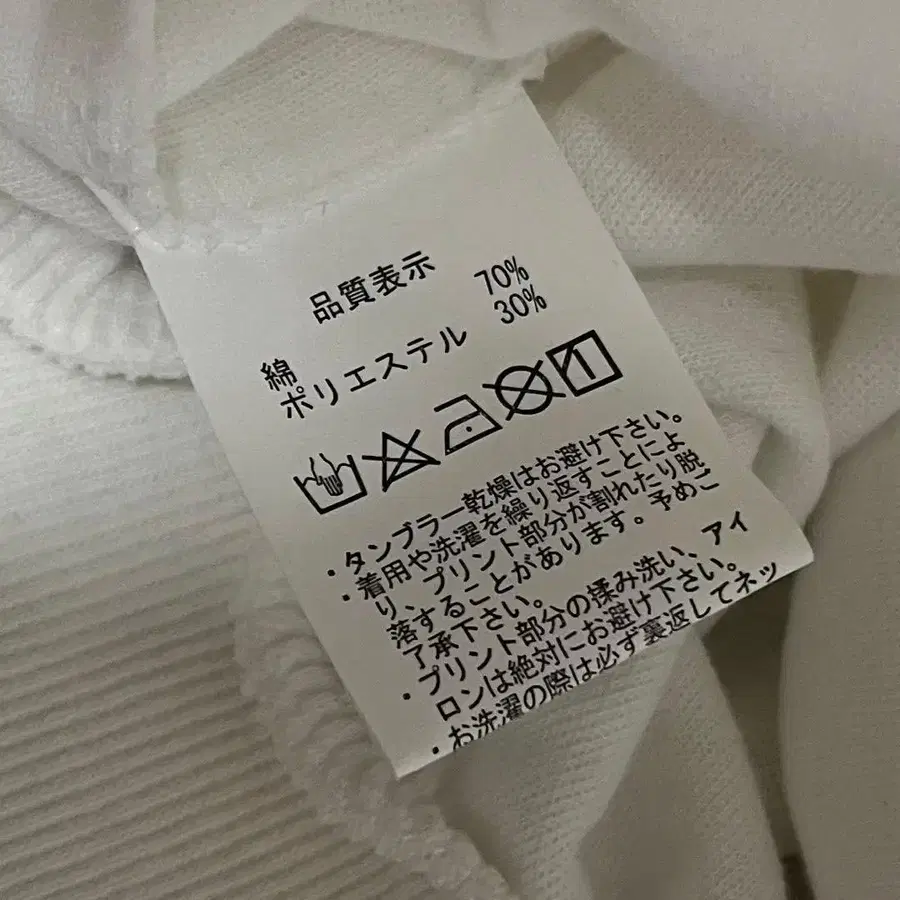 品質表示
綿 70%
ポリエステル 30%
・タンブラー乾燥はお避け下さい。
・着用や洗濯を繰り返すことによ
り、プリント部分が割れたり脱
落することがあります。予めご
了承下さい。
・プリント部分の揉み洗い、アイ
ロンは絶対にお避け下さい。
・お洗濯の際は必ず裏返してネッ